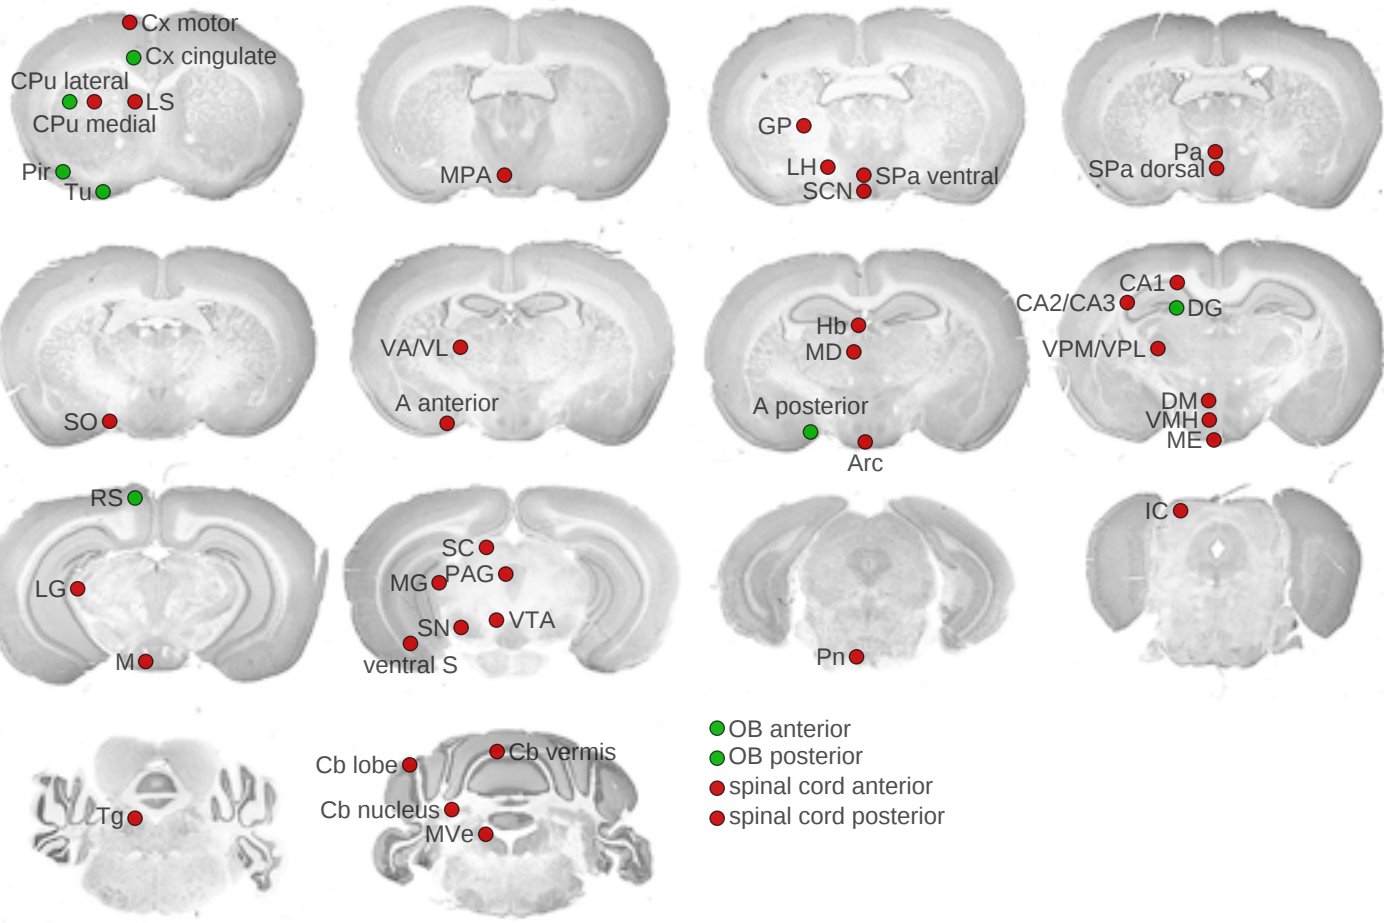 Cx motor
Cx cingulate
CPu lateral
LS
CPu medial
Pir
Tu
MPA
GP
LH
SPa ventral
SCN
Pa
SPa dorsal
SO
VA/VL
A anterior
Hb
MD
A posterior
Arc
CA1
CA2/CA3
DG
VPM/VPL
DM
VMH
ME
RS
LG
M
SC
MG
PAG
SN
VTA
ventral S
Pn
IC
Tg
Cb lobe
Cb vermis
Cb nucleus
MVe
OB anterior
OB posterior
spinal cord anterior
spinal cord posterior